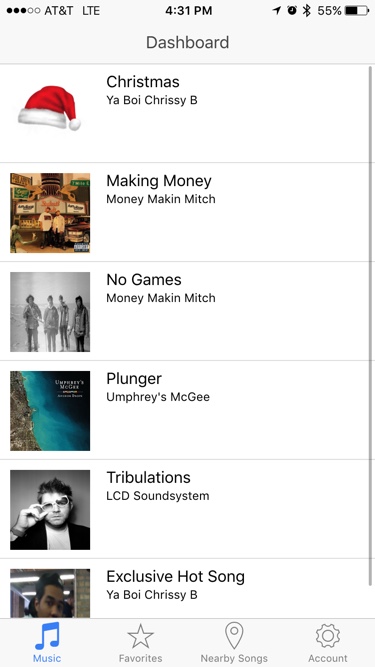 AT&T LTE 4:31 PM 55%
Dashboard
Christmas
Ya Boi Chrissy B
Making Money
Money Makin Mitch
No Games
Money Makin Mitch
UMPHREY'S
MCGEE
Plunger
Umphrey's McGee
Tribulations
LCD Soundsystem
Exclusive Hot Song
Ya Boi Chrissy B
Music Favorites Nearby Songs Account